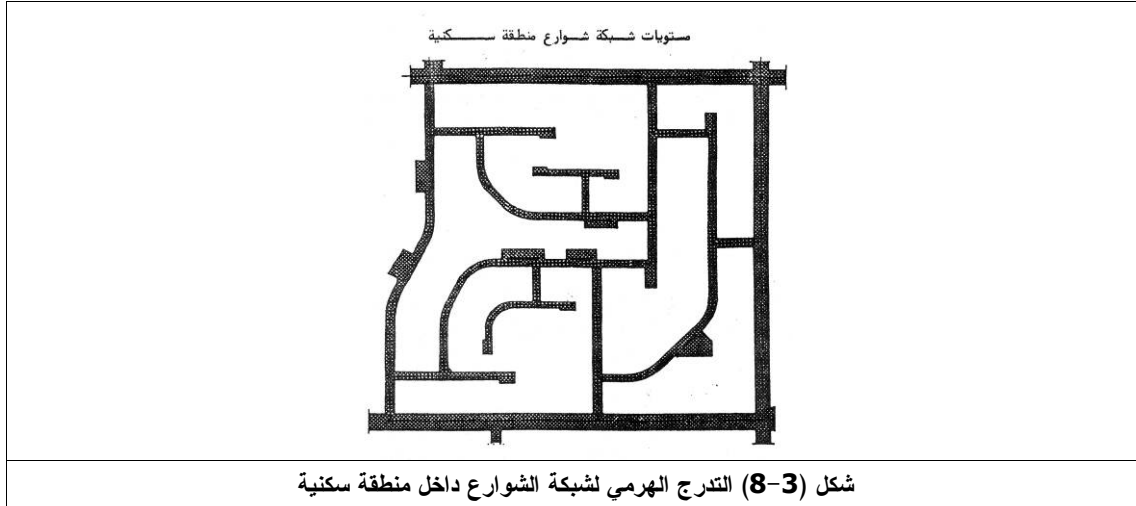 مستويات شبكة شوارع منطقة سكنية
شكل (3-8) التدرج الهرمي لشبكة الشوارع داخل منطقة سكنية